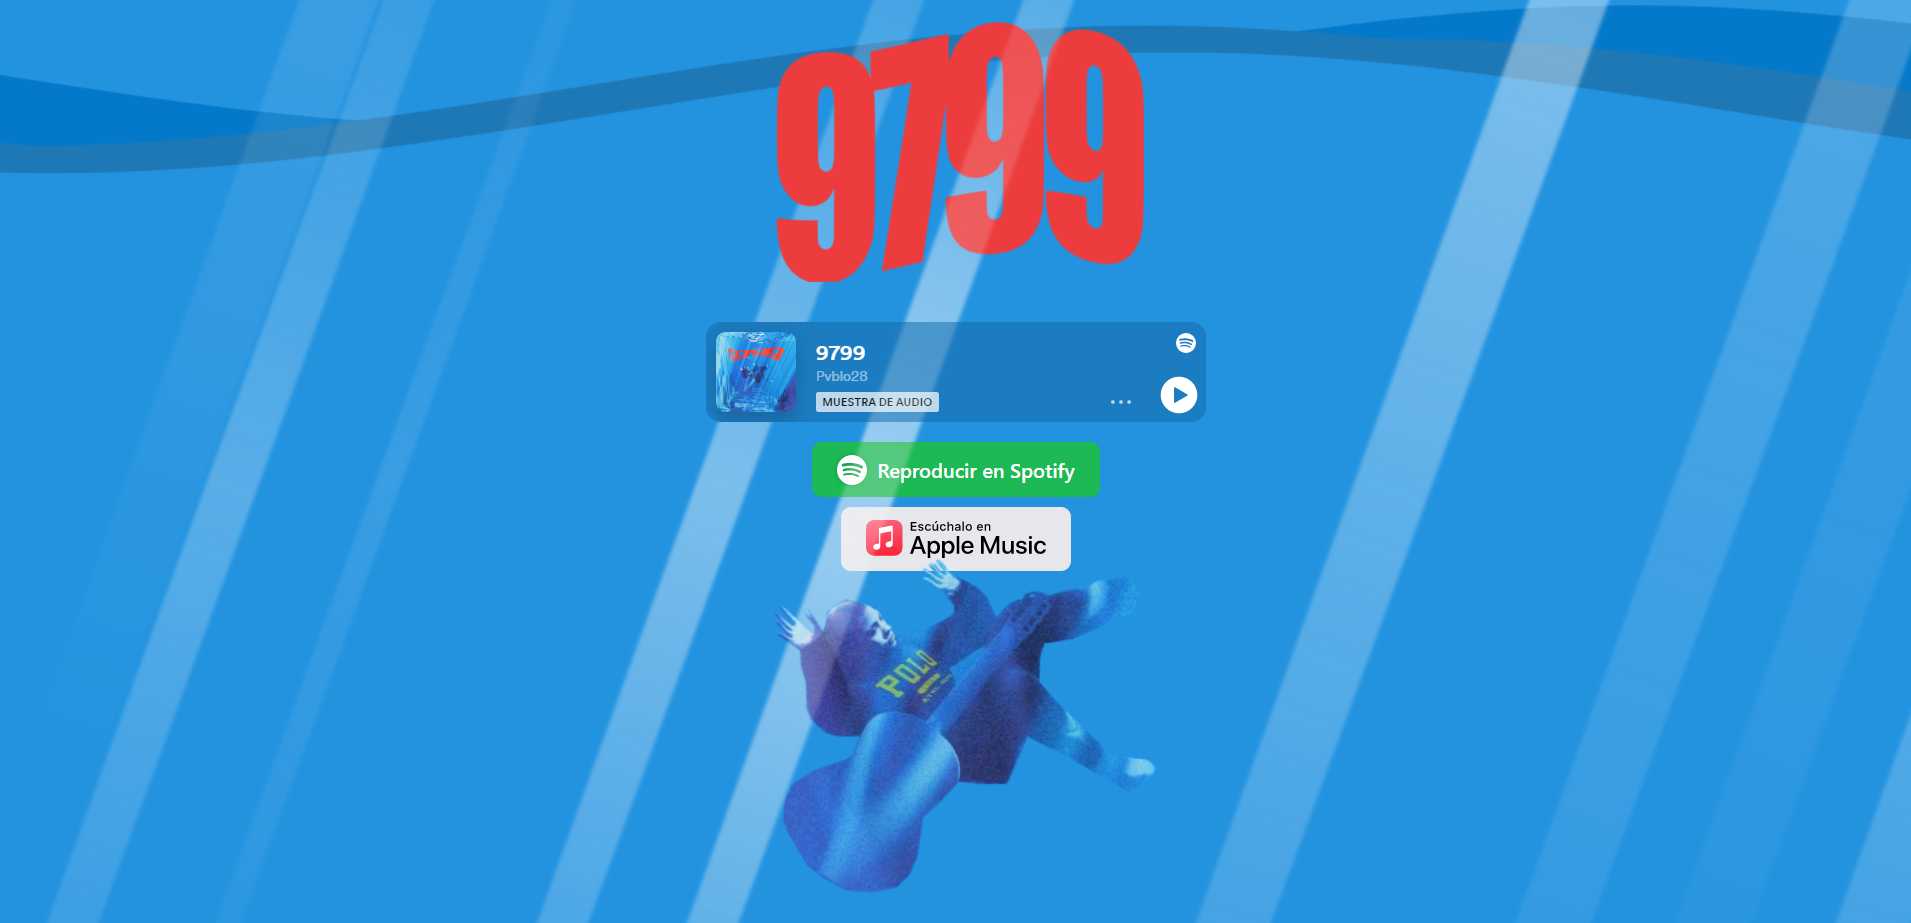 9799
9799
Pvblo28
MUESTRA DE AUDIO
Reproducir en Spotify
Escúchalo en
Apple Music
POLO